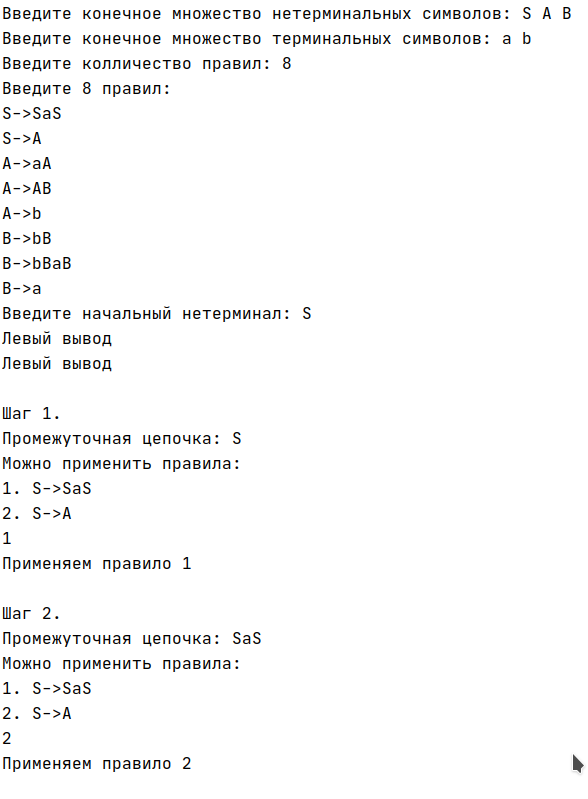 Введите конечное множество нетерминальных символов: S A B
Введите конечное множество терминальных символов: a b
Введите колличество правил: 8
Введите 8 правил:
S->SaS
S->A
A->aA
A->AB
A->b
B->bB
B->bBaB
B->a
Введите начальный нетерминал: S
Левый вывод
Левый вывод

Шаг 1.
Промежуточная цепочка: S
Можно применить правила:
1. S->SaS
2. S->A
1
Применяем правило 1

Шаг 2.
Промежуточная цепочка: SaS
Можно применить правила:
1. S->SaS
2. S->A
2
Применяем правило 2